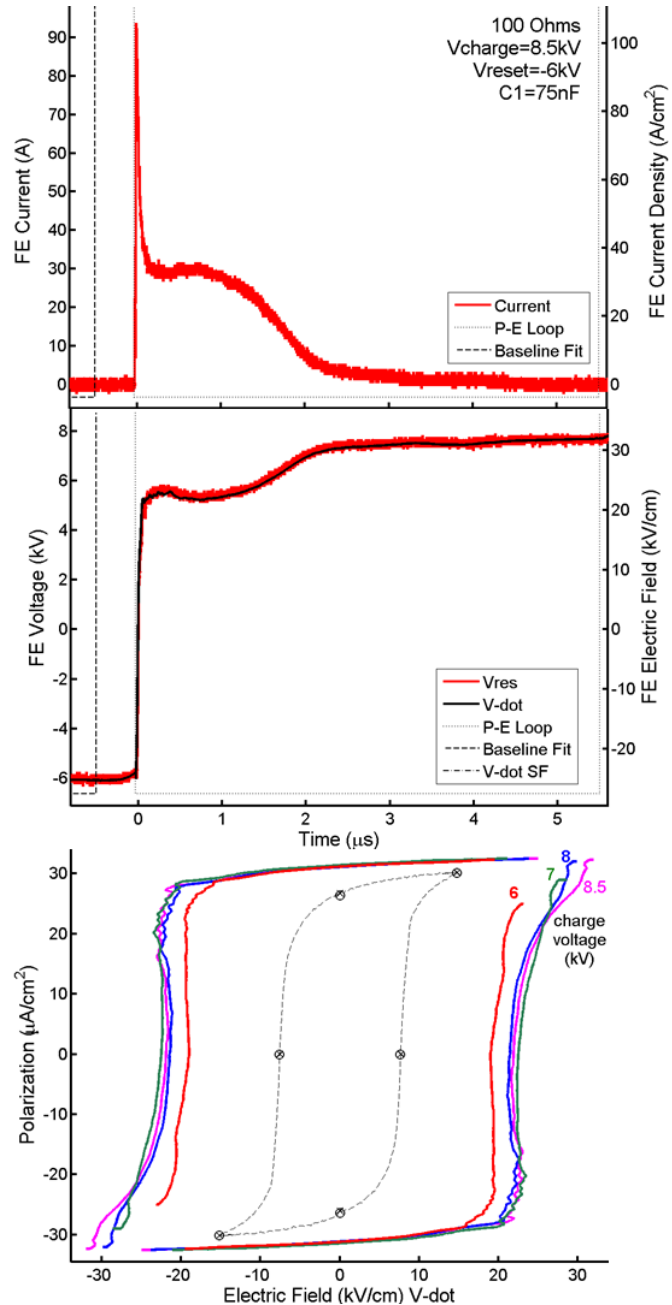 100 Ohms
Vcharge=8.5kV
Vreset=-6kV
C1=75nF
FE Current (A)
90
80
70
60
50
40
30
20
10
0
FE Current Density (A/cm²)
100
80
60
40
20
0
Current
P-E Loop
Baseline Fit
FE Voltage (kV)
8
6
4
2
0
-2
-4
-6
FE Electric Field (kV/cm)
30
20
10
0
-10
-20
Vres
V-dot
P-E Loop
Baseline Fit
V-dot SF
0 1 2 3 4 5
Time (μs)
Polarization (μA/cm²)
30
20
10
0
-10
-20
-30
6
7
8
8.5
charge
voltage
(kV)
-30 -20 -10 0 10 20 30
Electric Field (kV/cm) V-dot